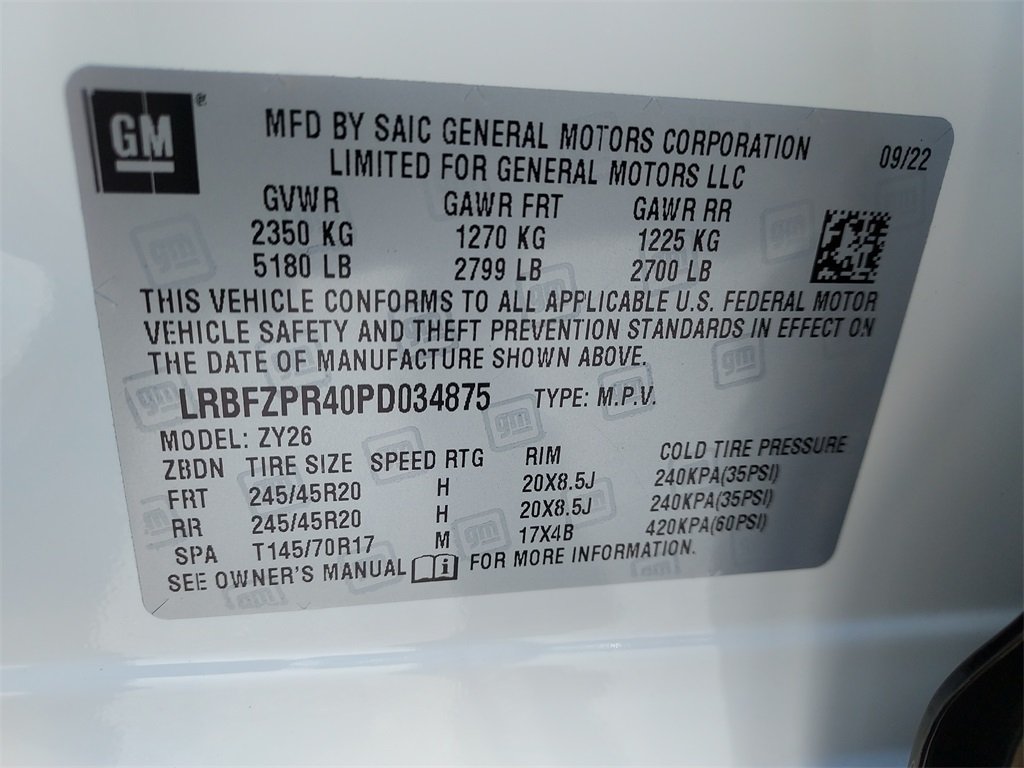 GM ®
MFD BY SAIC GENERAL MOTORS CORPORATION
LIMITED FOR GENERAL MOTORS LLC
09/22
GVWR GAWR FRT GAWR RR
2350 KG 1270 KG 1225 KG
5180 LB 2799 LB 2700 LB
THIS VEHICLE CONFORMS TO ALL APPLICABLE U.S. FEDERAL MOTOR
VEHICLE SAFETY AND THEFT PREVENTION STANDARDS IN EFFECT ON
THE DATE OF MANUFACTURE SHOWN ABOVE.
LRBFZPR40PD034875 TYPE: M.P.V.
MODEL: ZY26
ZBDN TIRE SIZE SPEED RTG RIM COLD TIRE PRESSURE
FRT 245/45R20 H 20X8.5J 240KPA(35PSI)
RR 245/45R20 H 20X8.5J 240KPA(35PSI)
SPA T145/70R17 M 17X4B 420KPA(60PSI)
SEE OWNER'S MANUAL FOR MORE INFORMATION.